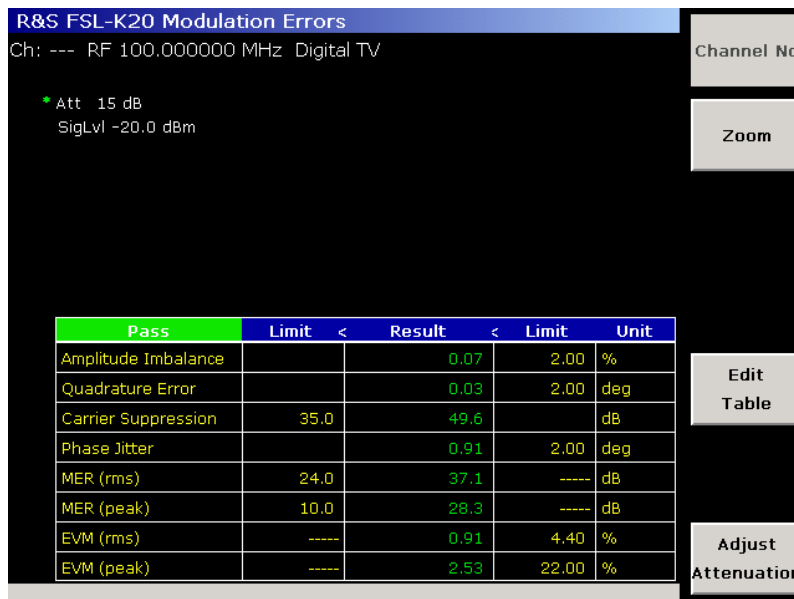 R&S FSL-K20 Modulation Errors
Ch: --- RF 100.000000 MHz Digital TV
Channel No
* Att 15 dB
SigLvl -20.0 dBm
Zoom
Pass Limit < Result < Limit Unit
Amplitude Imbalance 0.07 2.00 %
Quadrature Error 0.03 2.00 deg
Carrier Suppression 35.0 49.6 dB
Phase Jitter 0.91 2.00 deg
MER (rms) 24.0 37.1 ----- dB
MER (peak) 10.0 28.3 ----- dB
EVM (rms) ----- 0.91 4.40 %
EVM (peak) ----- 2.53 22.00 %
Edit
Table
Adjust
Attenuation